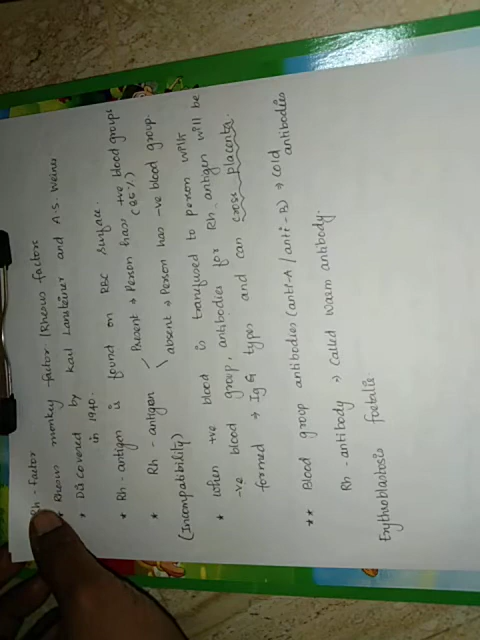 Rh - factor
* Rhesus monkey factor / Rhesus factor
* Discovered by Karl Lansteiner and A.S. Weiner
in 1940.
* Rh - antigen is found on RBC surface.
* Rh - antigen present → Person has +ve blood groups
(85%)
absent → Person has -ve blood group.
(Incompatibility)
* when +ve blood is transfused to person with
-ve blood group, antibodies for Rh-antigen will be
formed → IgG types and can cross placenta.
** Blood group antibodies (anti-A / anti-B) → cold
antibodies
Rh - antibody → Called warm antibody.
Erythroblastosis foetalis.